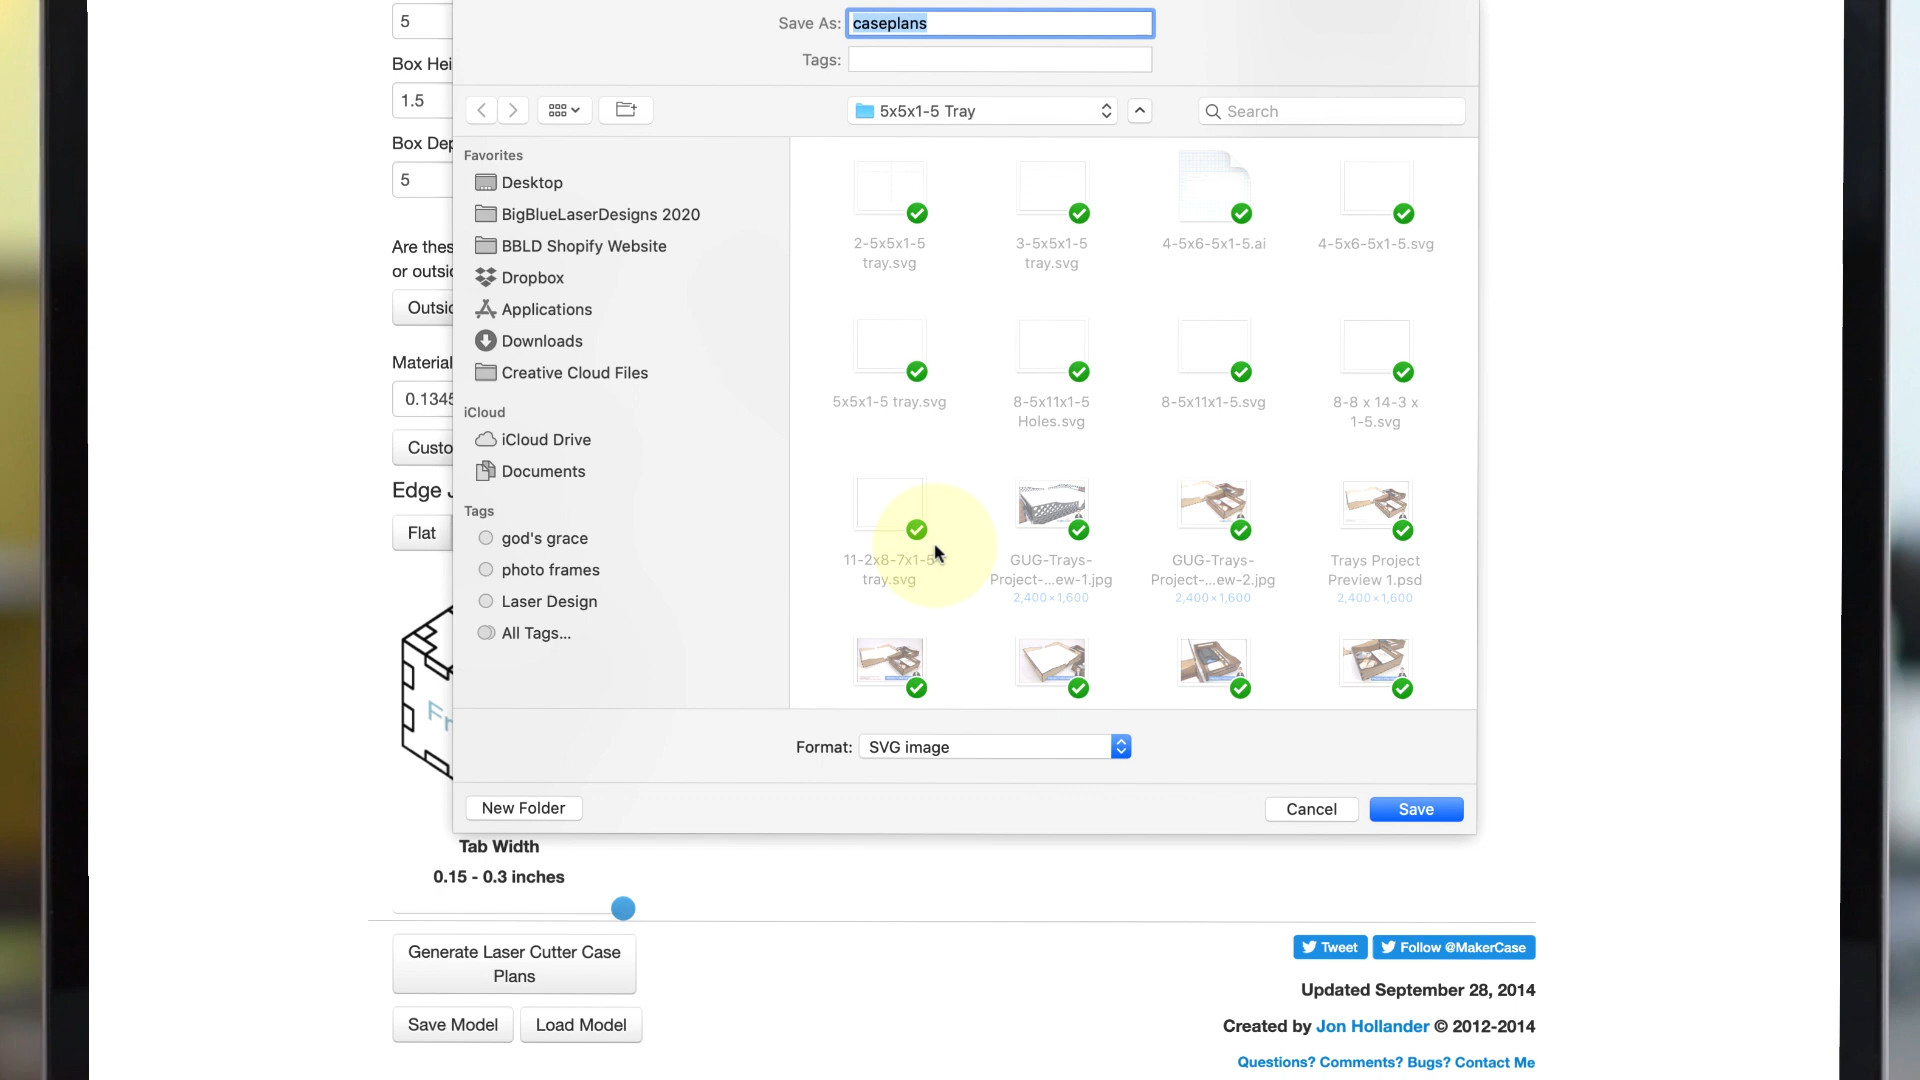 5
Save As: caseplans
Tags:
Box Hei
1.5
5x5x1-5 Tray
Search
Box Dep
5
Favorites
Desktop
BigBlueLaserDesigns 2020
BBLD Shopify Website
Dropbox
Applications
Downloads
Creative Cloud Files
iCloud
iCloud Drive
Documents
Tags
god's grace
photo frames
Laser Design
All Tags...
2-5x5x1-5
tray.svg
3-5x5x1-5
tray.svg
4-5x6-5x1-5.ai
4-5x6-5x1-5.svg
5x5x1-5 tray.svg
8-5x11x1-5
Holes.svg
8-5x11x1-5.svg
8-8 x 14-3 x
1-5.svg
11-2x8-7x1-5
tray.svg
GUG-Trays-
Project-...ew-1.jpg
2,400×1,600
GUG-Trays-
Project-...ew-2.jpg
2,400×1,600
Trays Project
Preview 1.psd
2,400×1,600
Are thes
or outsid
Outsid
Material
0.1345
Custo
Edge J
Flat
Fr
Format: SVG image
New Folder
Cancel
Save
Tab Width
0.15 - 0.3 inches
Generate Laser Cutter Case
Plans
Save Model
Load Model
Tweet
Follow @MakerCase
Updated September 28, 2014
Created by Jon Hollander © 2012-2014
Questions? Comments? Bugs? Contact Me